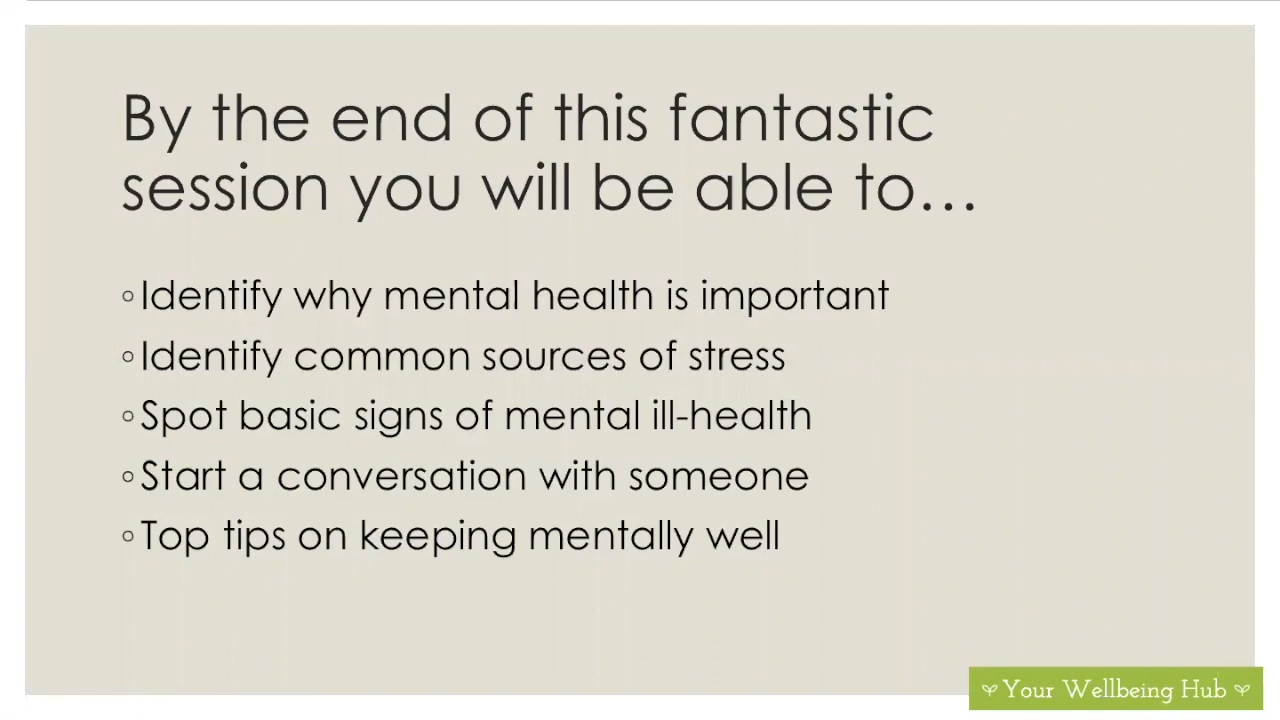 By the end of this fantastic
session you will be able to…
◦Identify why mental health is important
◦Identify common sources of stress
◦Spot basic signs of mental ill-health
◦Start a conversation with someone
◦Top tips on keeping mentally well
Your Wellbeing Hub